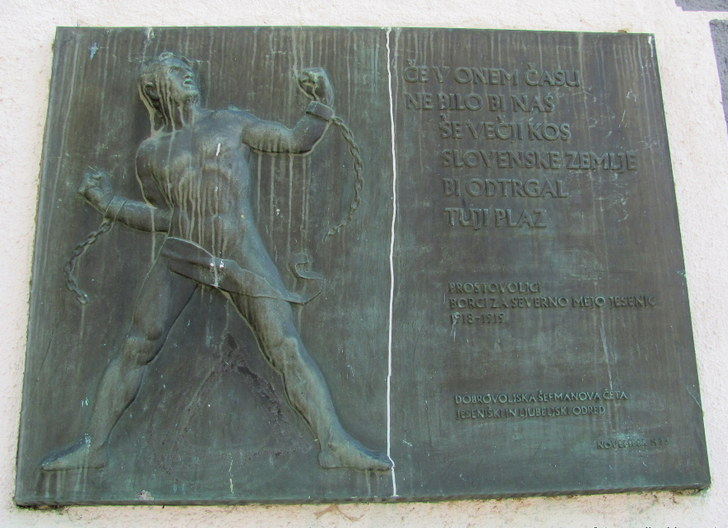 ČE V ONEM ČASU
NE BILO BI NAS
ŠE VEČJI KOS
SLOVENSKE ZEMLJE
BI ODTRGAL
TUJI PLAZ
PROSTOVOLJCI
BORCI ZA SEVERNO MEJO JESENIC
1918-1919
DOBROVOLJSKA ŠEFMANOVA ČETA
JESENIŠKI IN LJUBELJSKI ODRED